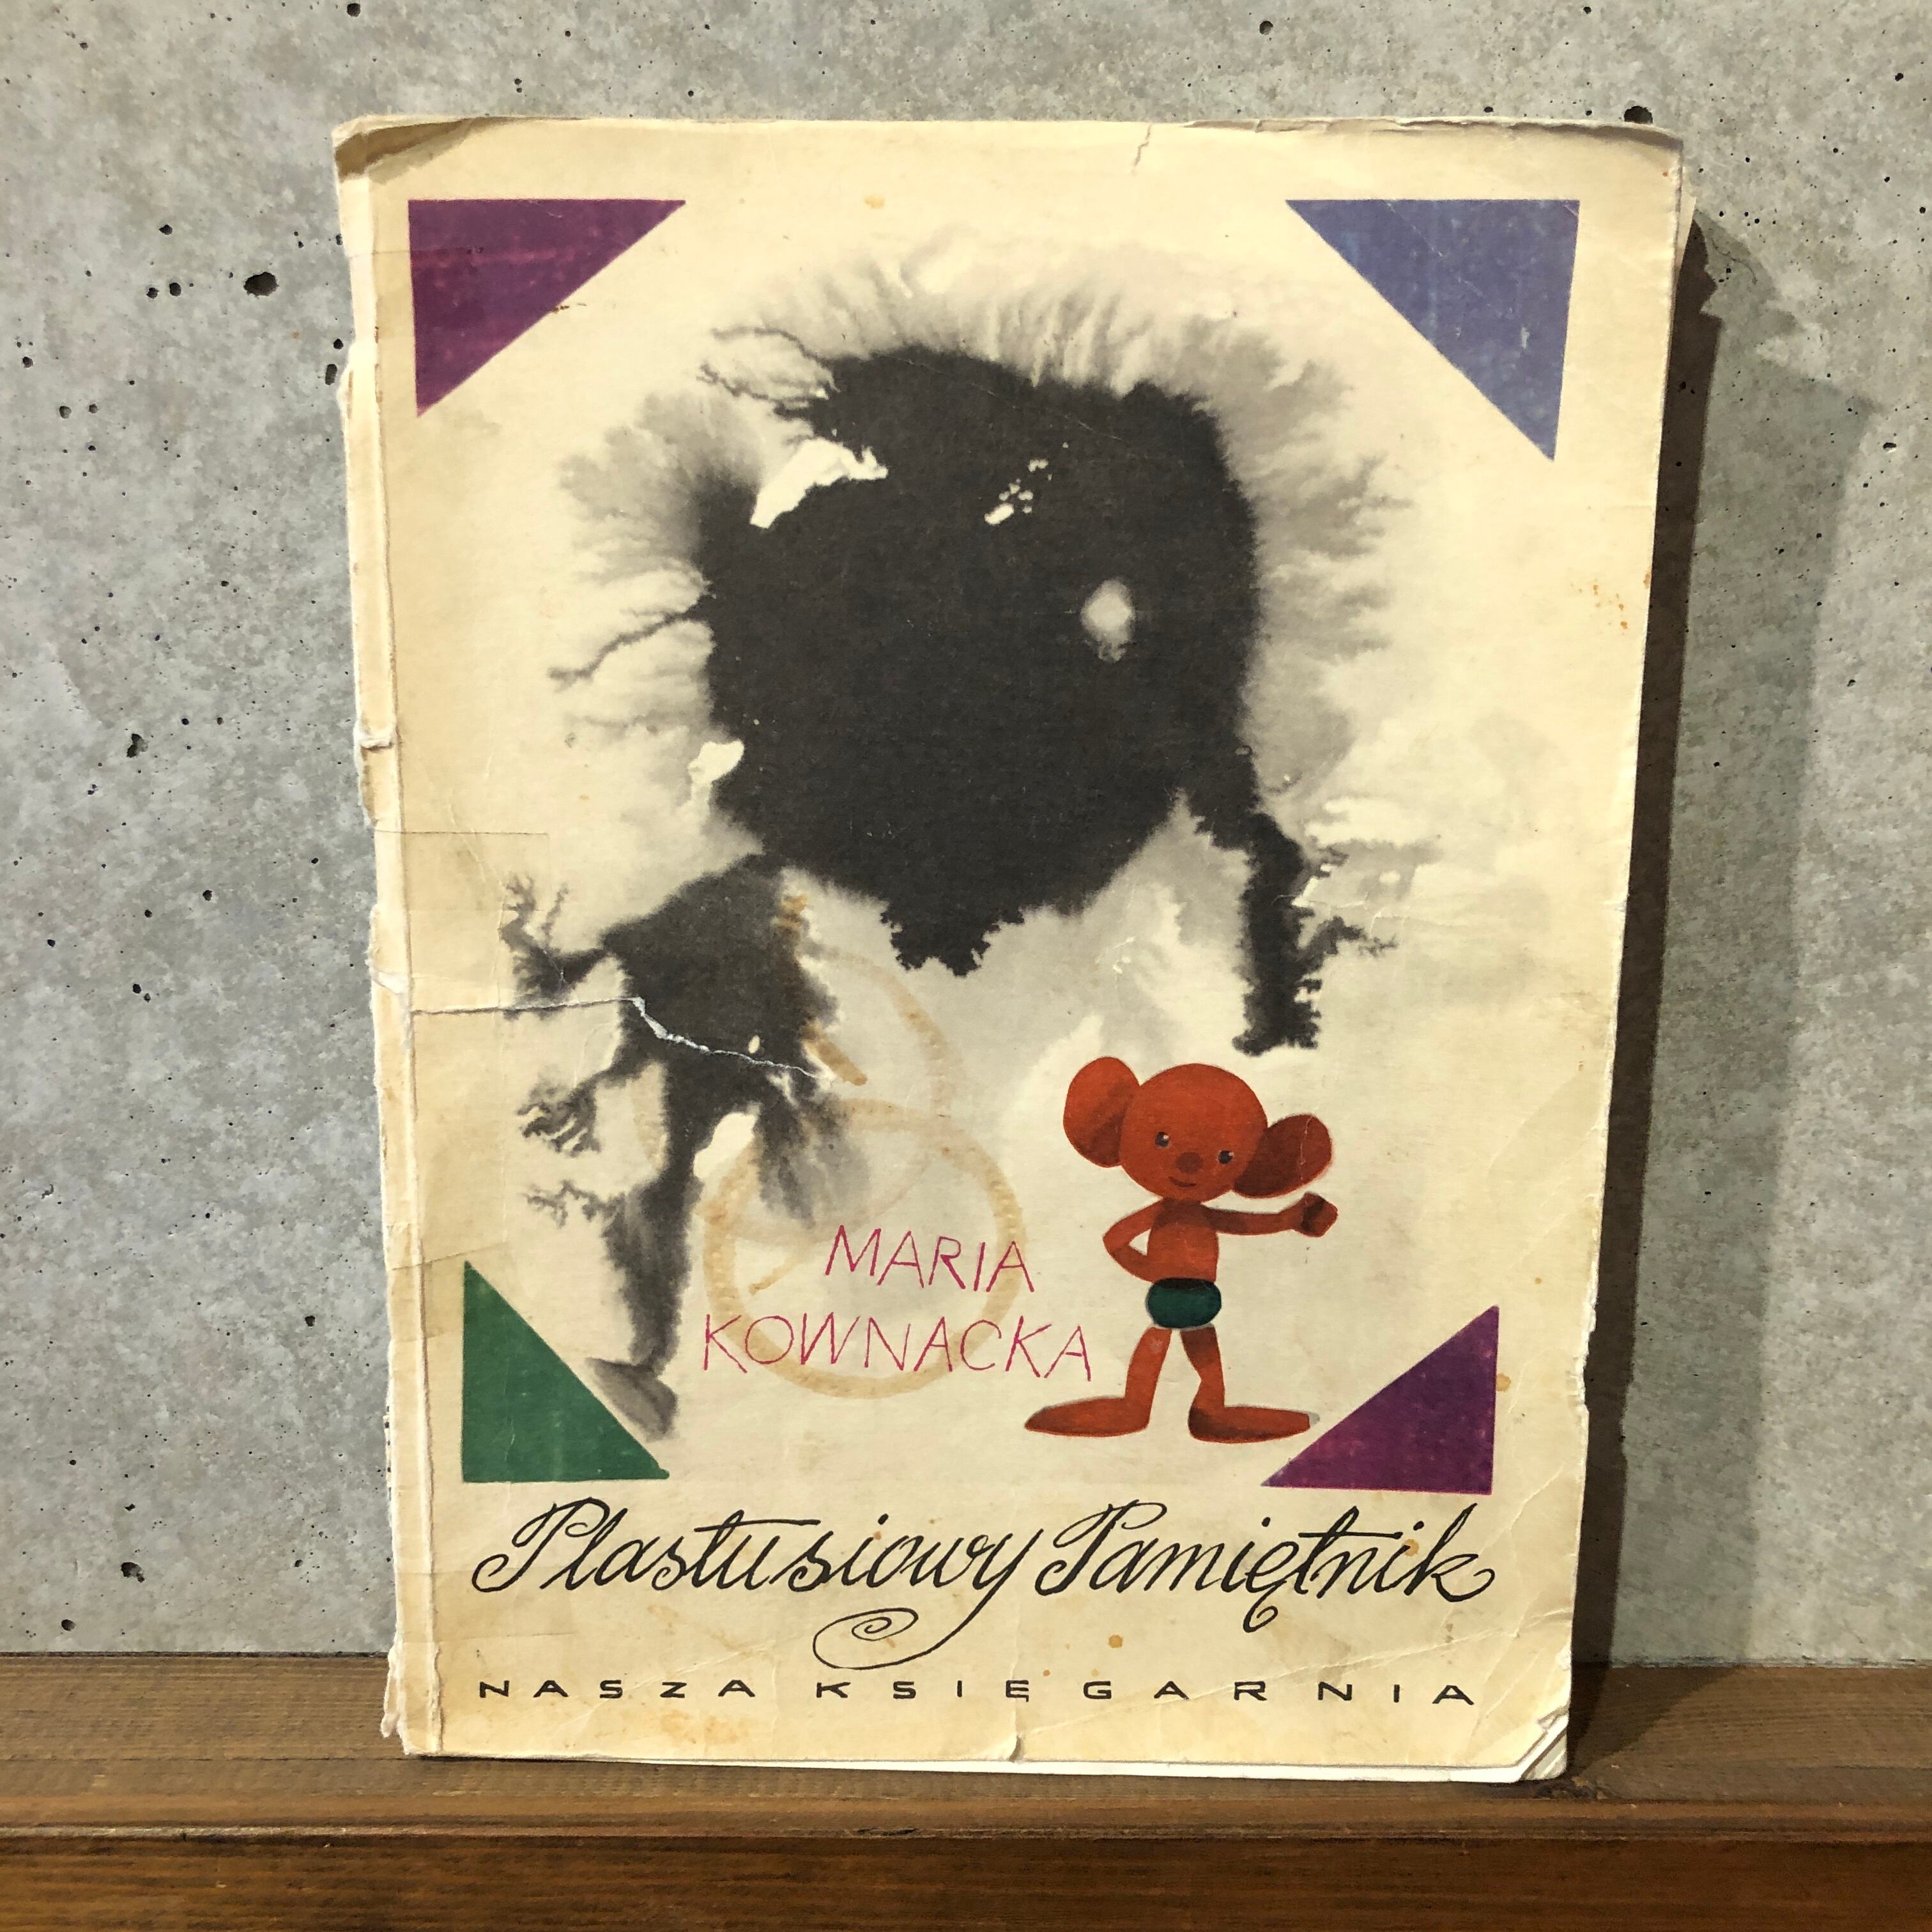 MARIA
KOWNACKA
Plastusiowy Pamiętnik
NASZA KSIĘGARNIA